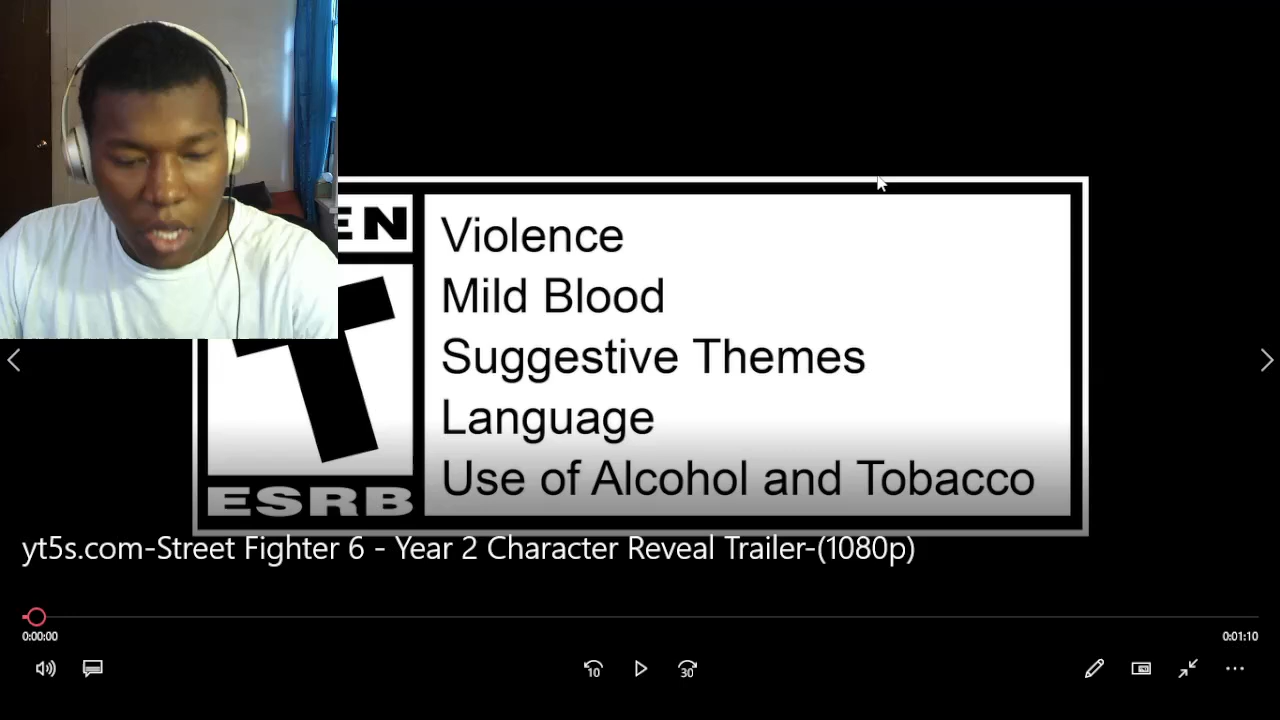 EN
Violence
Mild Blood
Suggestive Themes
Language
Use of Alcohol and Tobacco
T
ESRB
yt5s.com-Street Fighter 6 - Year 2 Character Reveal Trailer-(1080p)
0:00:00
0:01:10
10
30